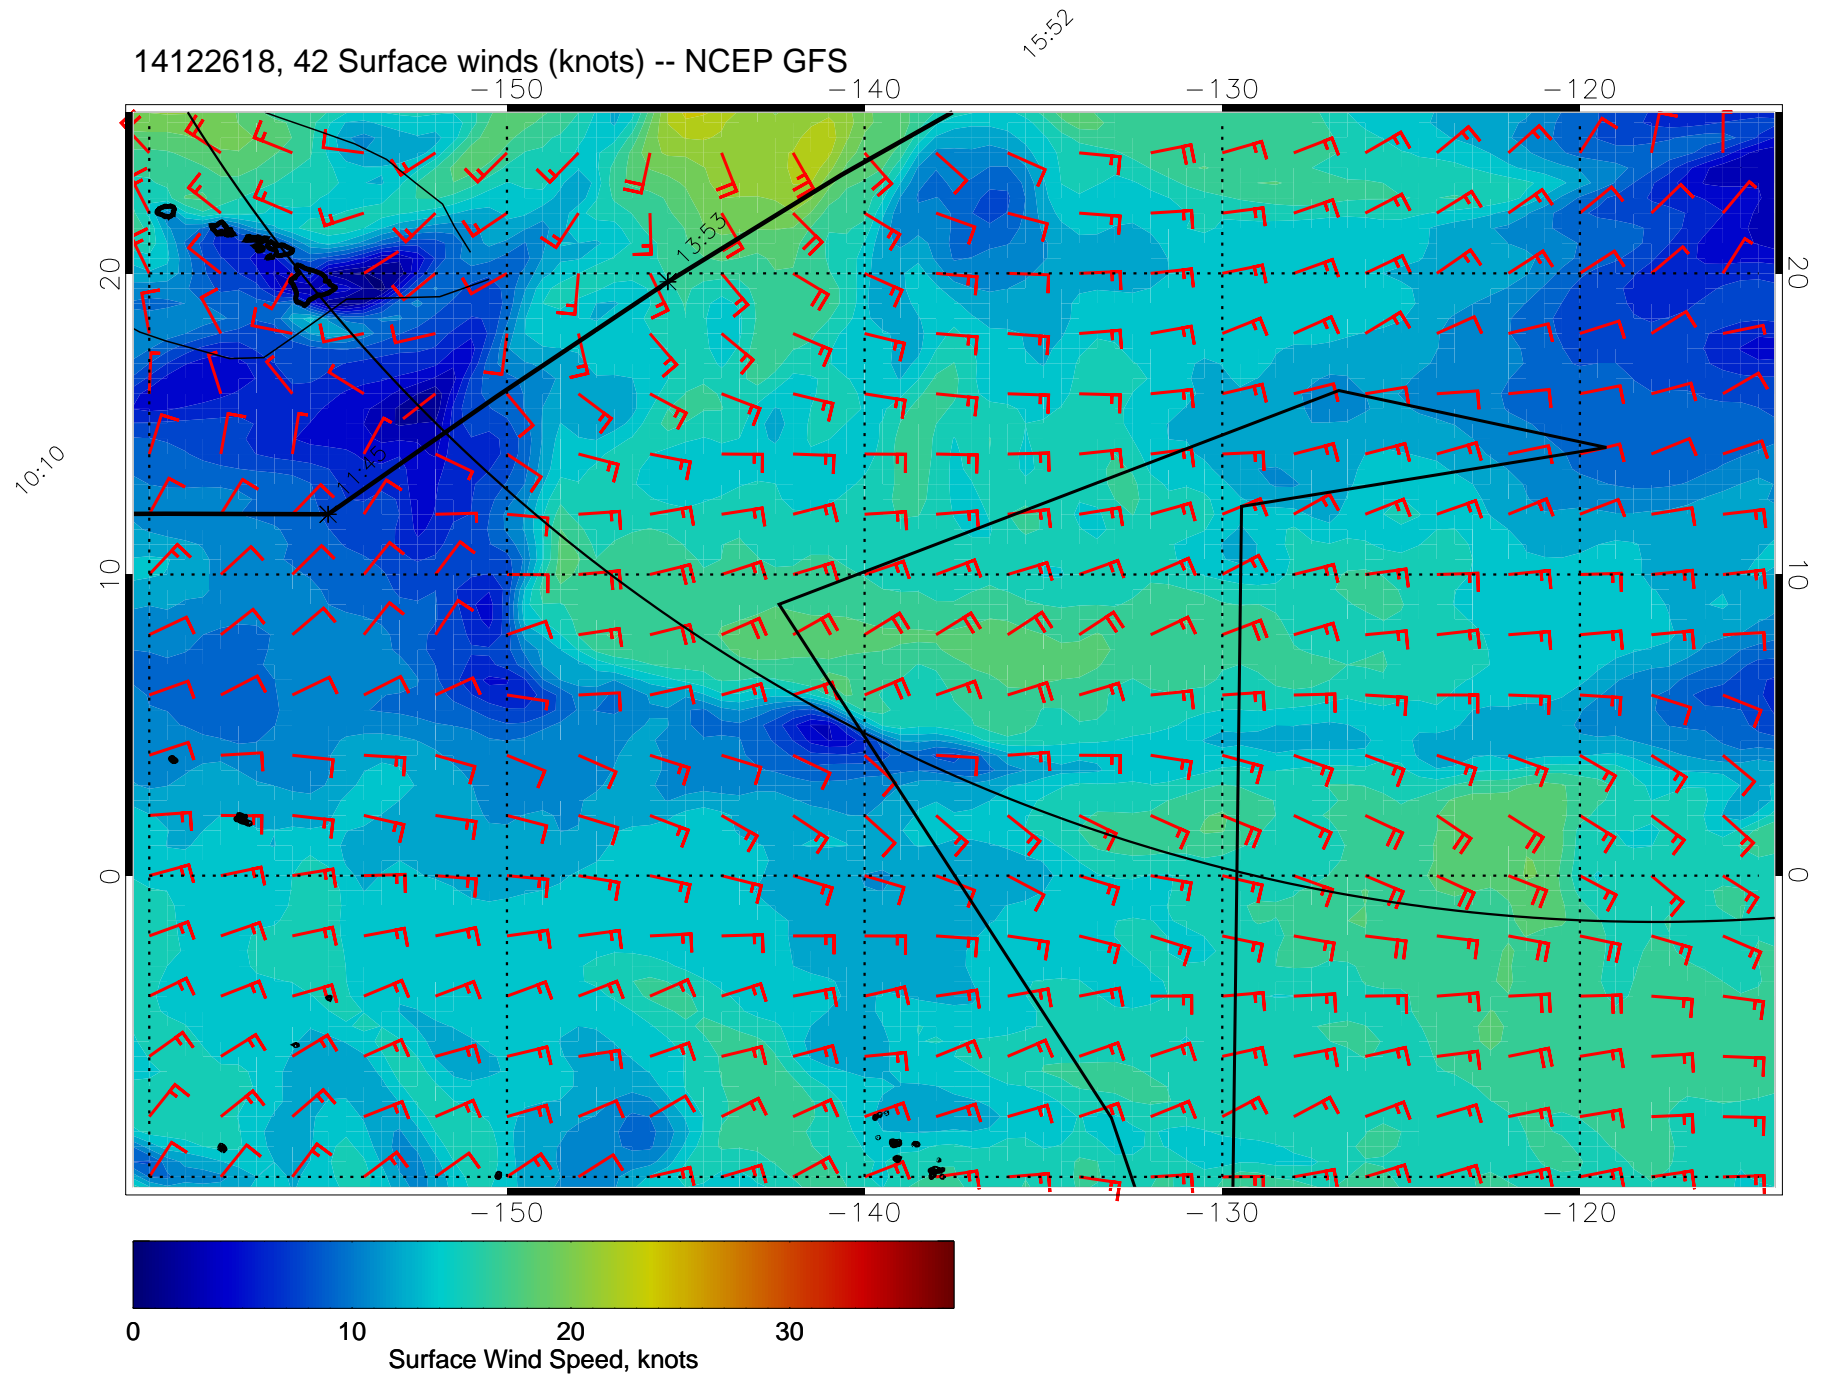 15:52
14122618, 42 Surface winds (knots) -- NCEP GFS
-150 -140 -130 -120
13:53
20 20
11:45
10:10
10 10
0 0
-150 -140 -130 -120
0 10 20 30
Surface Wind Speed, knots